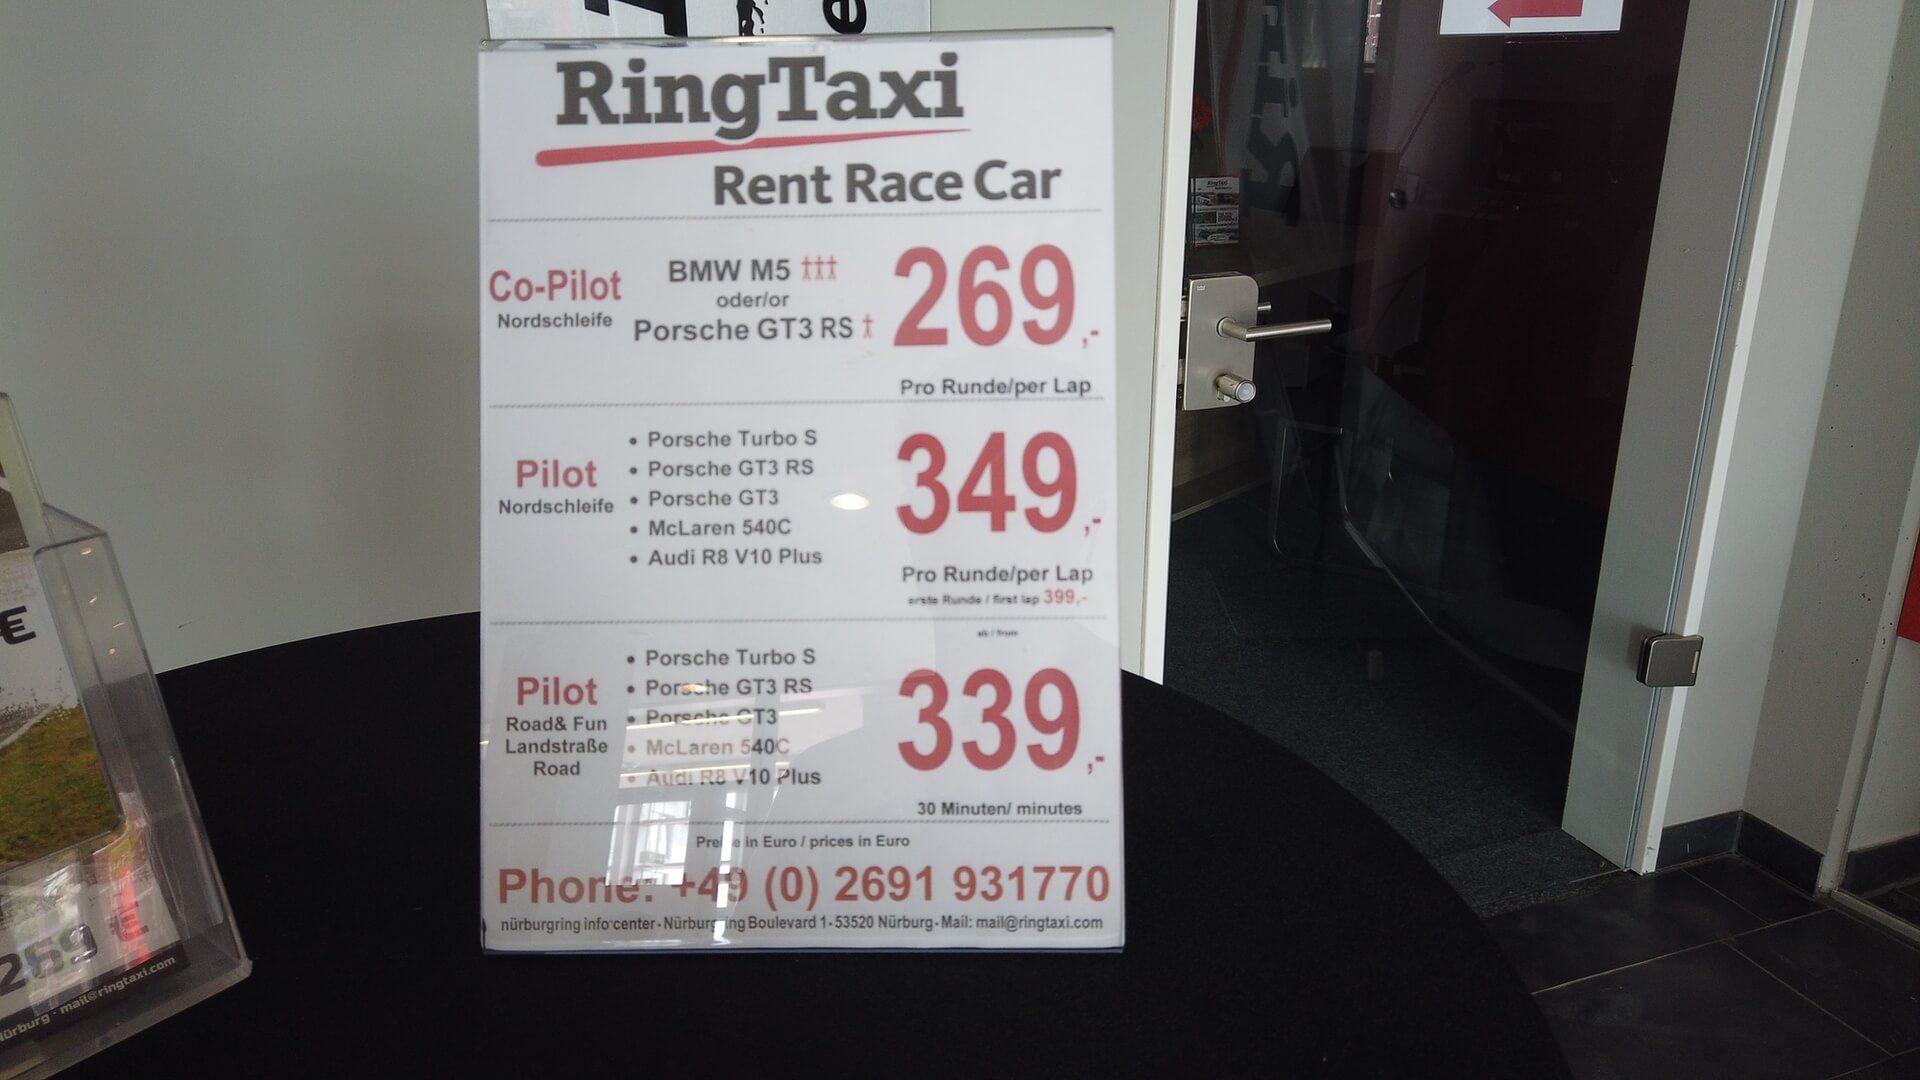 RingTaxi
Rent Race Car
Co-Pilot
Nordschleife
BMW M5
oder/or
Porsche GT3 RS
269,-
Pro Runde/per Lap
Pilot
Nordschleife
• Porsche Turbo S
• Porsche GT3 RS
• Porsche GT3
• McLaren 540C
• Audi R8 V10 Plus
349,-
Pro Runde/per Lap
erste Runde / first lap 399,-
Pilot
Road& Fun
Landstraße
Road
• Porsche Turbo S
• Porsche GT3 RS
• Porsche GT3
• McLaren 540C
• Audi R8 V10 Plus
ab / from
339,-
30 Minuten/ minutes
Preise in Euro / prices in Euro
Phone: +49 (0) 2691 931770
nürburgring info°center - Nürburgring Boulevard 1 - 53520 Nürburg - Mail: mail@ringtaxi.com
€
269 €
Nürburg - mail@ringtaxi.com